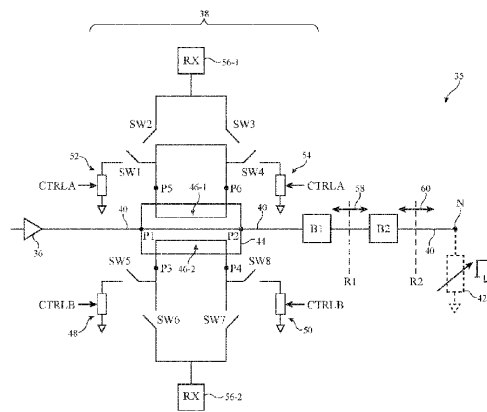 38
RX
56-1
35
SW2
SW3
52
54
SW1
SW4
CTRLA
CTRLA
P5
P6
46-1
58
60
40
40
N
B1
B2
P1
P2
44
40
36
46-2
SW5
P3
P4
SW8
R1
R2
42
CTRLB
CTRLB
SW6
SW7
48
50
RX
56-2